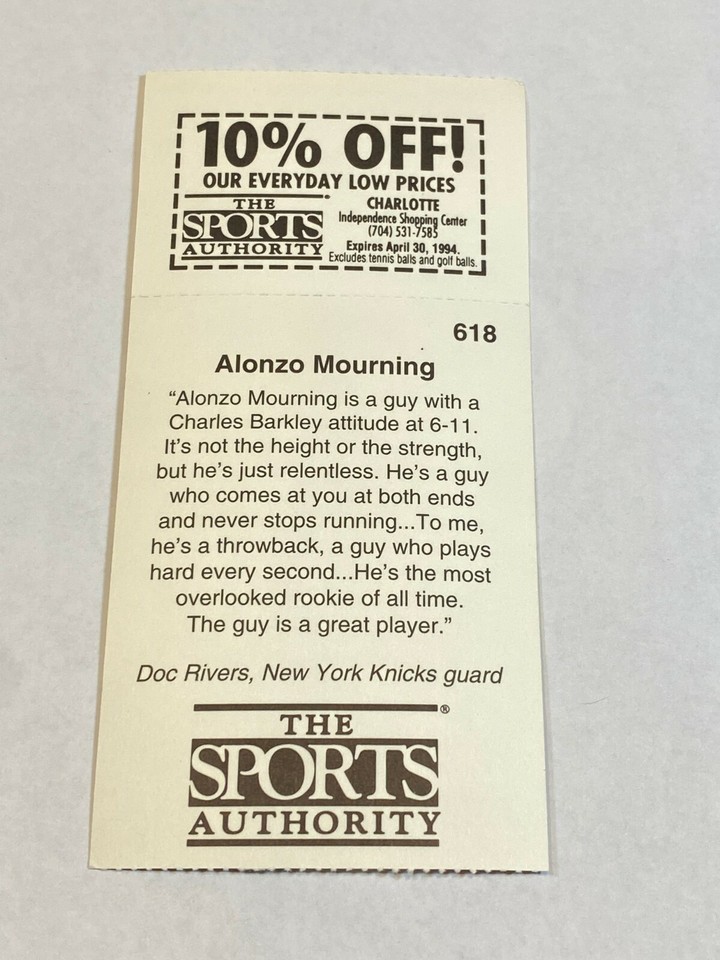 10% OFF!
OUR EVERYDAY LOW PRICES
THE
SPORTS
AUTHORITY
CHARLOTTE
Independence Shopping Center
(704) 531-7585
Expires April 30, 1994.
Excludes tennis balls and golf balls.
618
Alonzo Mourning
“Alonzo Mourning is a guy with a
Charles Barkley attitude at 6-11.
It’s not the height or the strength,
but he’s just relentless. He’s a guy
who comes at you at both ends
and never stops running...To me,
he’s a throwback, a guy who plays
hard every second...He’s the most
overlooked rookie of all time.
The guy is a great player.”
Doc Rivers, New York Knicks guard
THE ®
SPORTS
AUTHORITY